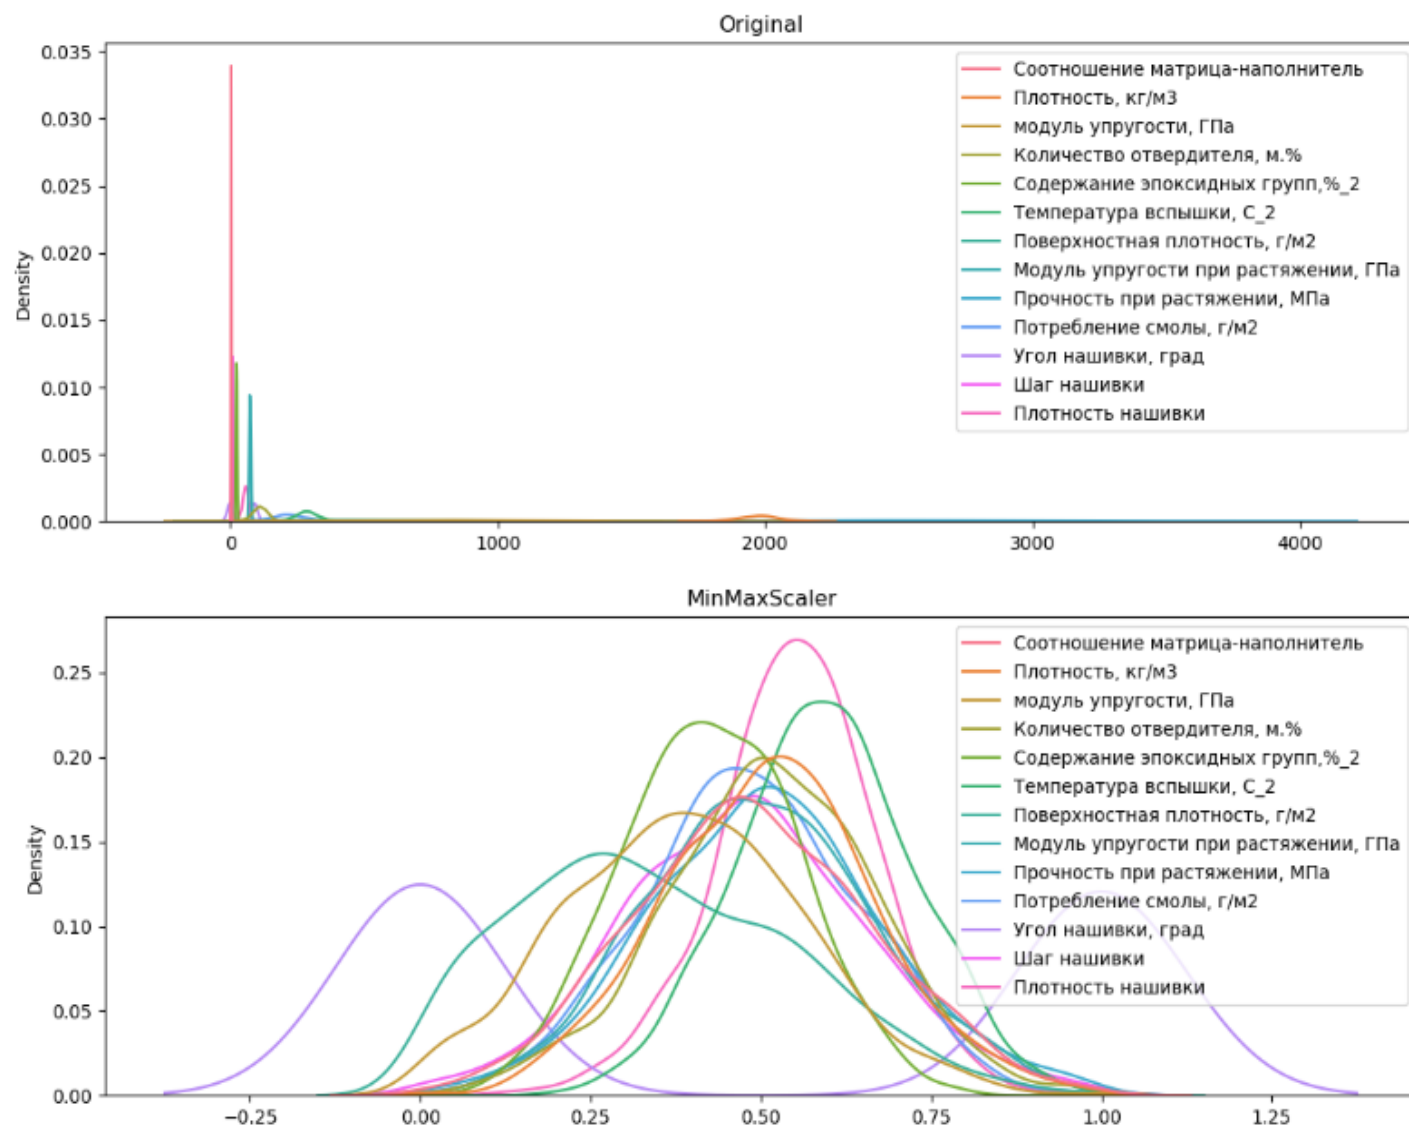 Original
0.035
0.030
0.025
0.020
0.015
0.010
0.005
0.000
Density
Соотношение матрица-наполнитель
Плотность, кг/м3
модуль упругости, ГПа
Количество отвердителя, м.%
Содержание эпоксидных групп,%_2
Температура вспышки, С_2
Поверхностная плотность, г/м2
Модуль упругости при растяжении, ГПа
Прочность при растяжении, МПа
Потребление смолы, г/м2
Угол нашивки, град
Шаг нашивки
Плотность нашивки
0 1000 2000 3000 4000
MinMaxScaler
0.25
0.20
0.15
0.10
0.05
0.00
Density
Соотношение матрица-наполнитель
Плотность, кг/м3
модуль упругости, ГПа
Количество отвердителя, м.%
Содержание эпоксидных групп,%_2
Температура вспышки, С_2
Поверхностная плотность, г/м2
Модуль упругости при растяжении, ГПа
Прочность при растяжении, МПа
Потребление смолы, г/м2
Угол нашивки, град
Шаг нашивки
Плотность нашивки
−0.25 0.00 0.25 0.50 0.75 1.00 1.25